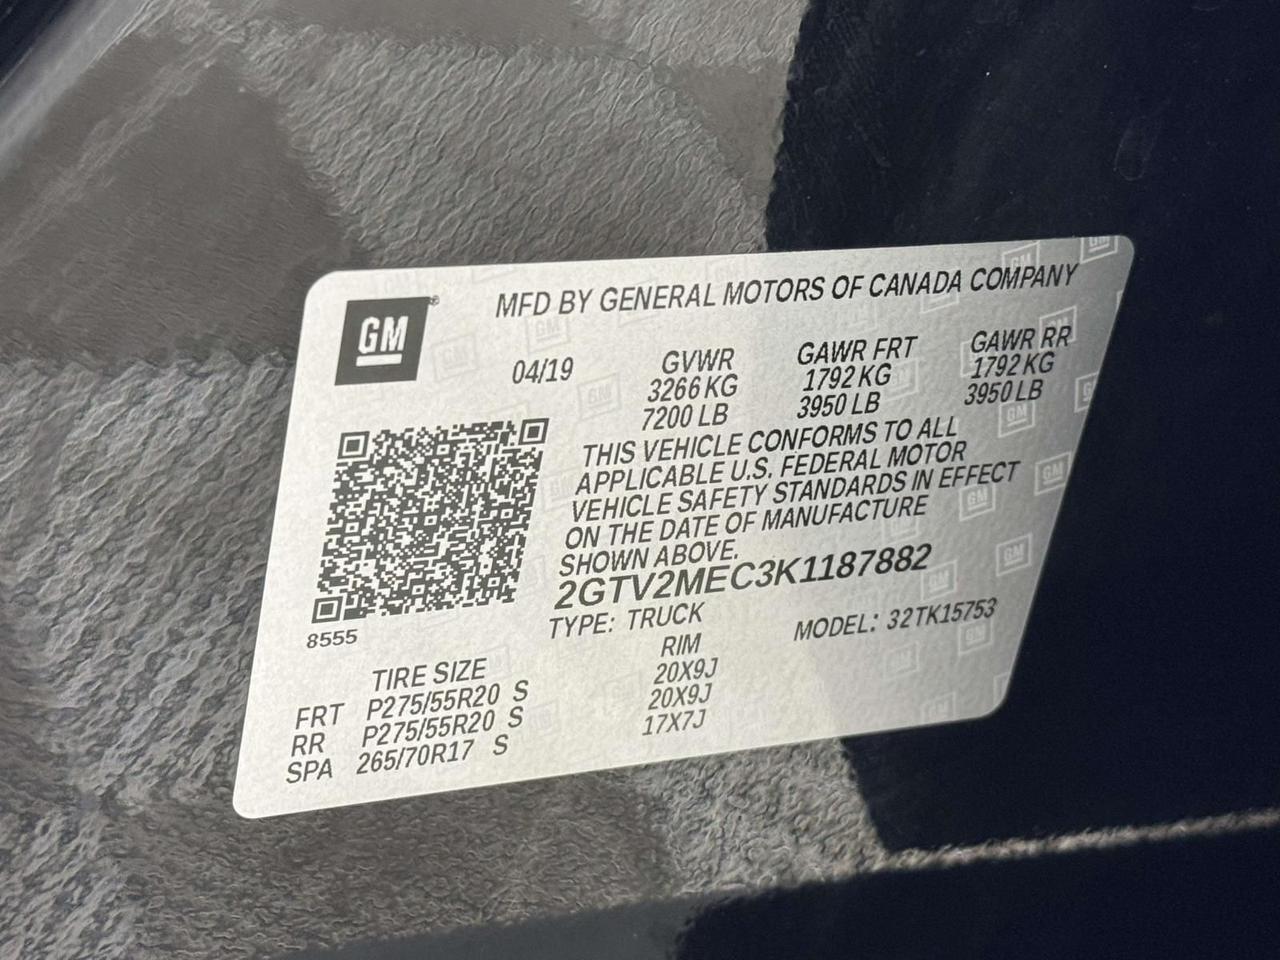 GM®
MFD BY GENERAL MOTORS OF CANADA COMPANY
04/19
GVWR
3266 KG
7200 LB
GAWR FRT
1792 KG
3950 LB
GAWR RR
1792 KG
3950 LB
THIS VEHICLE CONFORMS TO ALL
APPLICABLE U.S. FEDERAL MOTOR
VEHICLE SAFETY STANDARDS IN EFFECT
ON THE DATE OF MANUFACTURE
SHOWN ABOVE.
2GTV2MEC3K1187882
8555
TYPE: TRUCK
MODEL: 32TK15753
TIRE SIZE RIM
FRT P275/55R20 S 20X9J
RR P275/55R20 S 20X9J
SPA 265/70R17 S 17X7J